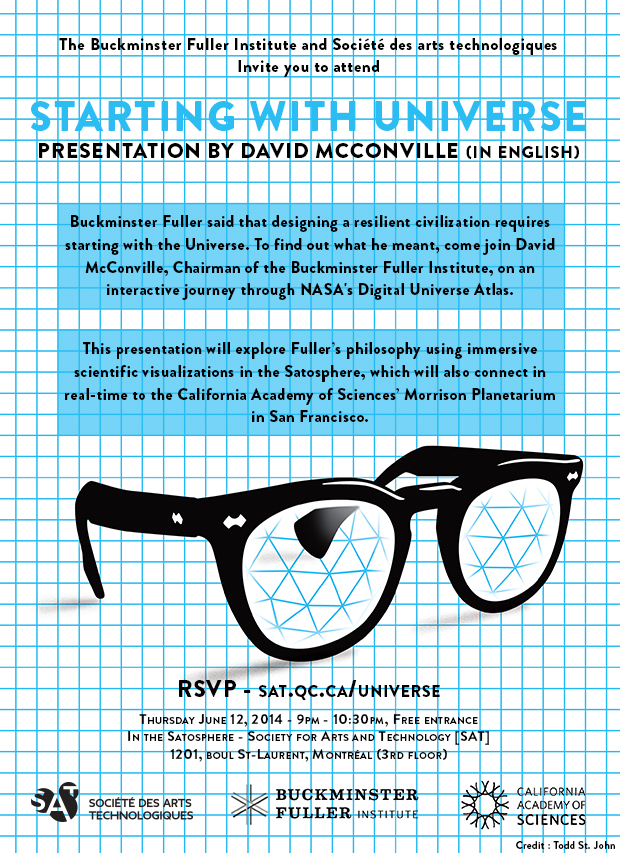 The Buckminster Fuller Institute and Société des arts technologiques
Invite you to attend
STARTING WITH UNIVERSE
PRESENTATION BY DAVID MCCONVILLE (IN ENGLISH)
Buckminster Fuller said that designing a resilient civilization requires
starting with the Universe. To find out what he meant, come join David
McConville, Chairman of the Buckminster Fuller Institute, on an
interactive journey through NASA's Digital Universe Atlas.
This presentation will explore Fuller's philosophy using immersive
scientific visualizations in the Satosphere, which will also connect in
real-time to the California Academy of Sciences' Morrison Planetarium
in San Francisco.
RSVP - SAT.QC.CA/UNIVERSE
Thursday June 12, 2014 - 9pm - 10:30pm, Free entrance
In the Satosphere - Society for Arts and Technology [SAT]
1201, boul St-Laurent, Montréal (3rd floor)
SAT
SOCIÉTÉ DES ARTS
TECHNOLOGIQUES
BUCKMINSTER
FULLER INSTITUTE
CALIFORNIA
ACADEMY OF
SCIENCES
Credit : Todd St. John